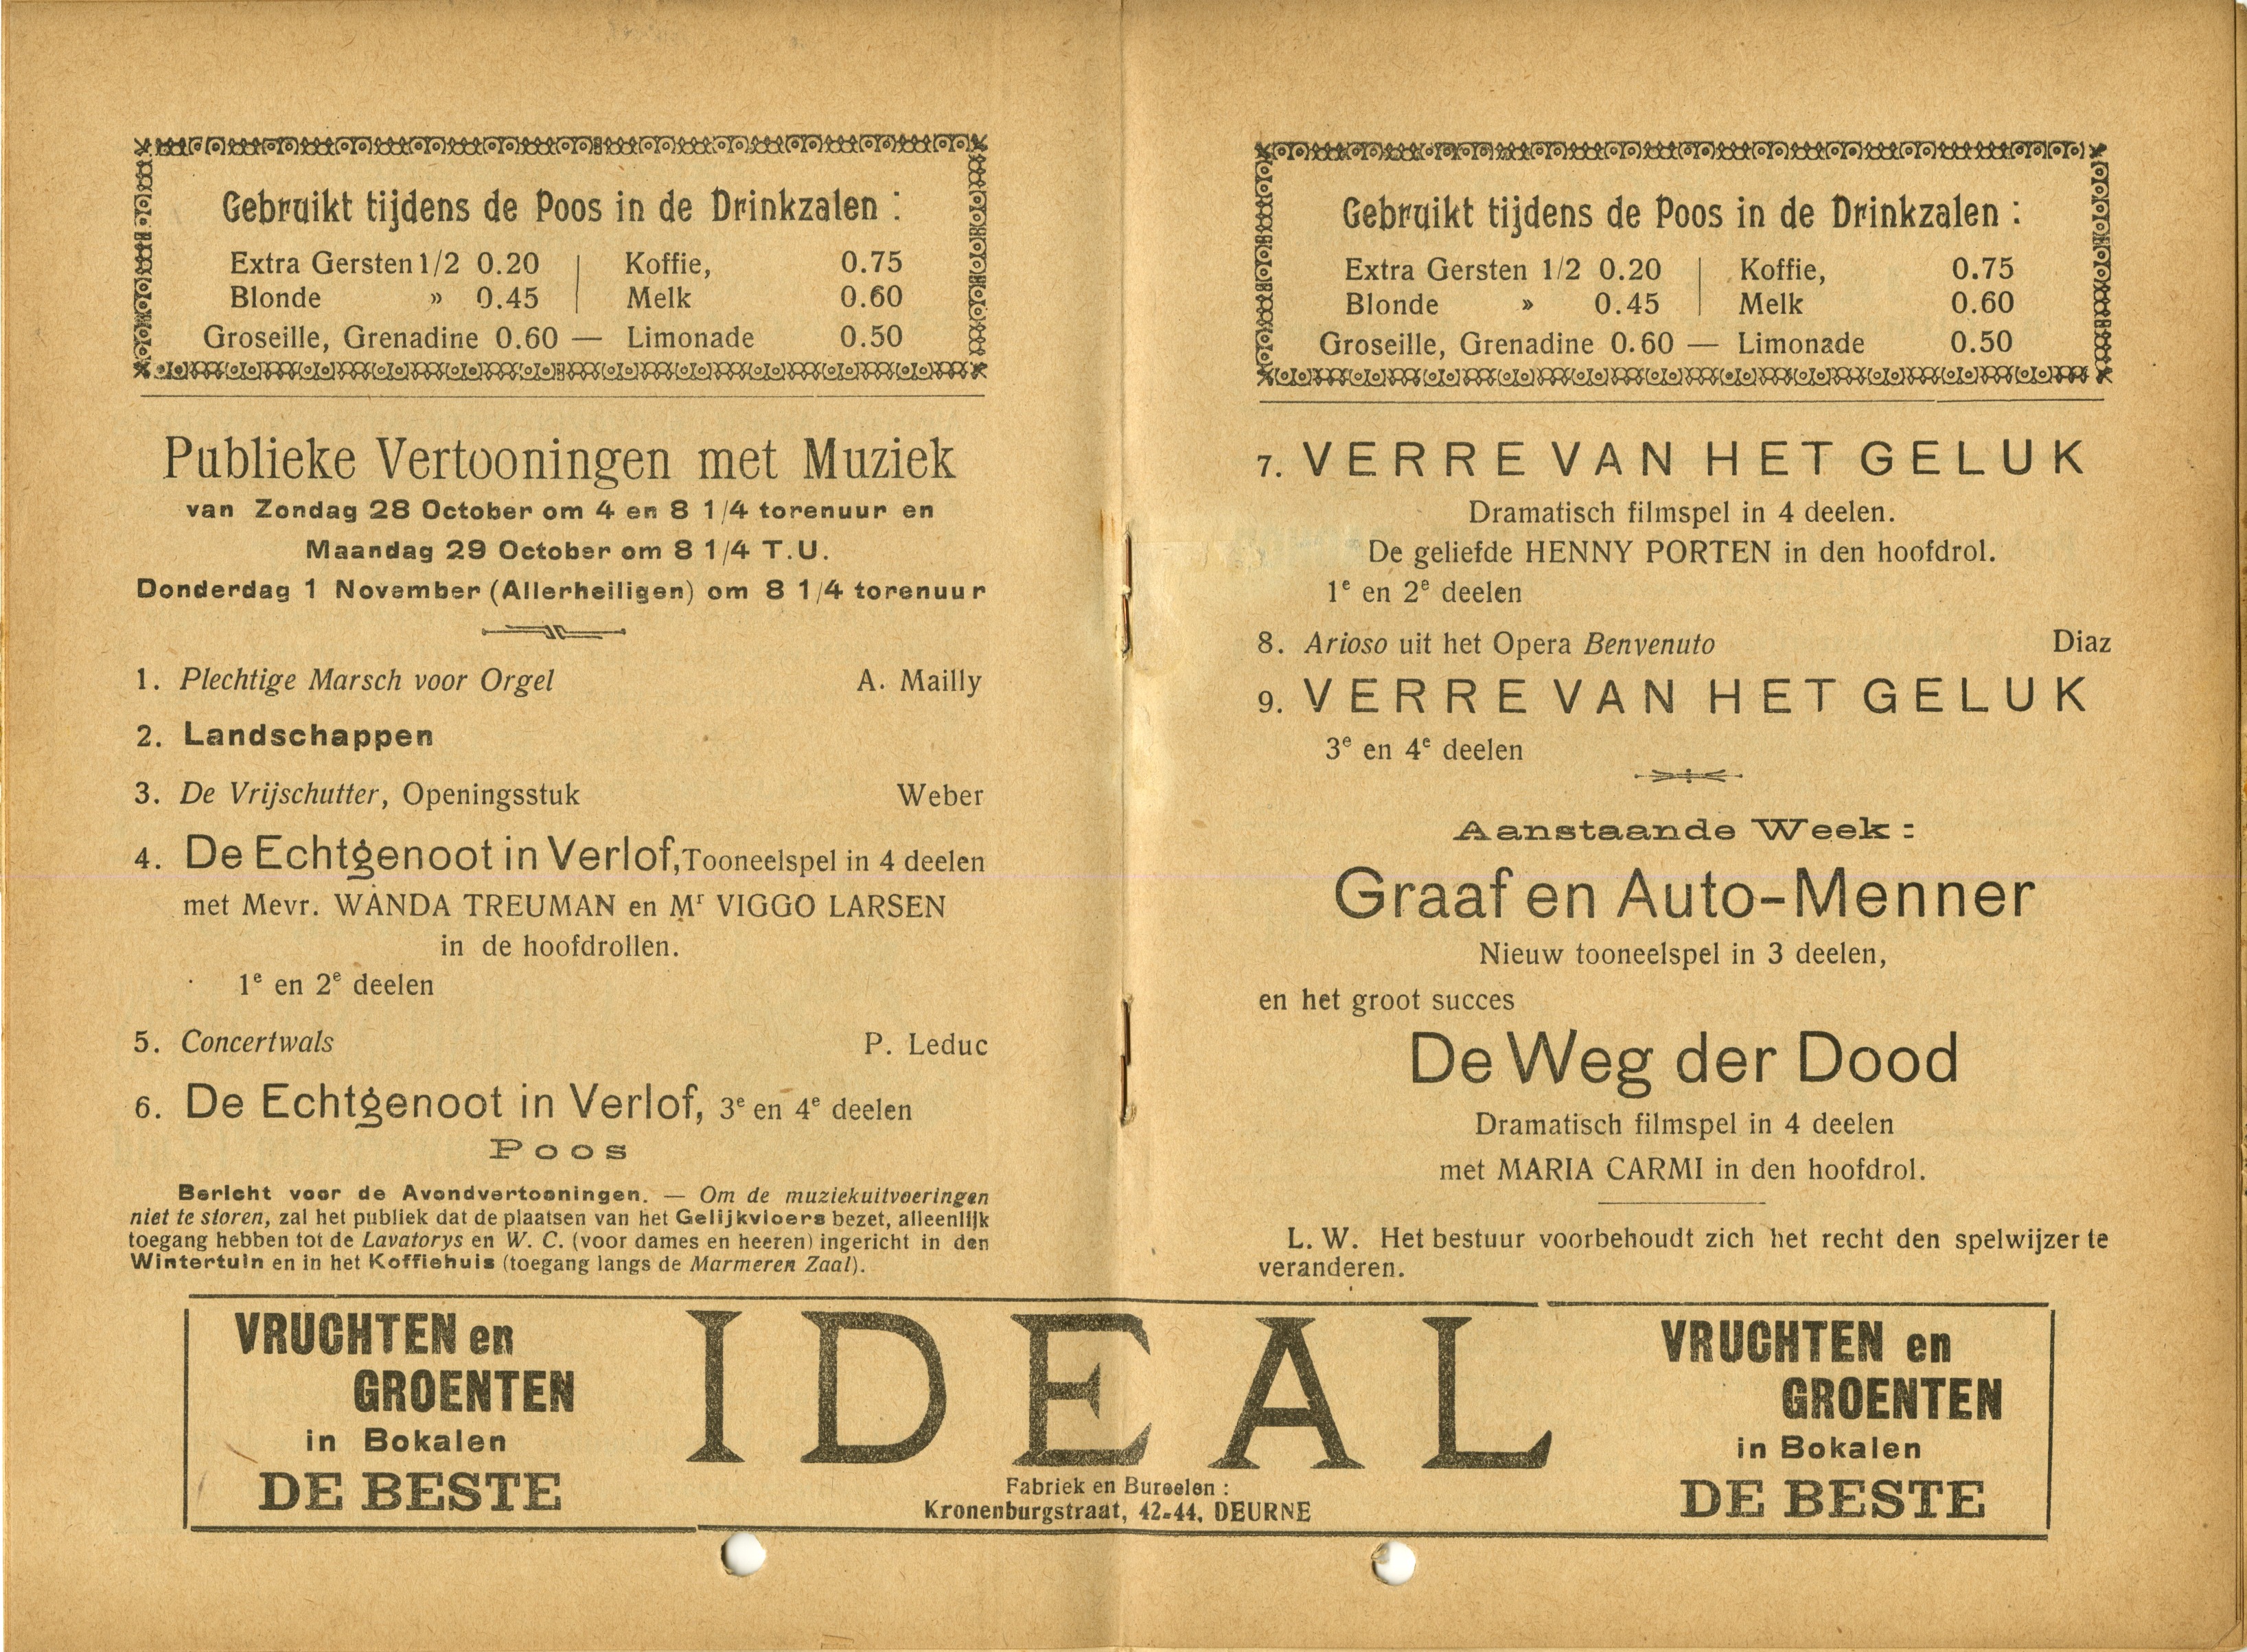 Gebruikt tijdens de Poos in de Drinkzalen :
Extra Gersten 1/2 0.20 | Koffie, 0.75
Blonde » 0.45 | Melk 0.60
Groseille, Grenadine 0.60 — Limonade 0.50
Publieke Vertooningen met Muziek
van Zondag 28 October om 4 en 8 1/4 torenuur en
Maandag 29 October om 8 1/4 T.U.
Donderdag 1 November (Allerheiligen) om 8 1/4 torenuur
1. Plechtige Marsch voor Orgel A. Mailly
2. Landschappen
3. De Vrijschutter, Openingsstuk Weber
4. De Echtgenoot in Verlof, Tooneelspel in 4 deelen
met Mevr. WANDA TREUMAN en Mr VIGGO LARSEN
in de hoofdrollen.
1e en 2e deelen
5. Concertwals P. Leduc
6. De Echtgenoot in Verlof, 3e en 4e deelen
Poos
Bericht voor de Avondvertooningen. — Om de muziekuitvoeringen
niet te storen, zal het publiek dat de plaatsen van het Gelijkvloers bezet, alleenlijk
toegang hebben tot de Lavatorys en W. C. (voor dames en heeren) ingericht in den
Wintertuin en in het Koffiehuis (toegang langs de Marmeren Zaal).
Gebruikt tijdens de Poos in de Drinkzalen :
Extra Gersten 1/2 0.20 | Koffie, 0.75
Blonde » 0.45 | Melk 0.60
Groseille, Grenadine 0.60 — Limonade 0.50
7. VERRE VAN HET GELUK
Dramatisch filmspel in 4 deelen.
De geliefde HENNY PORTEN in den hoofdrol.
1e en 2e deelen
8. Arioso uit het Opera Benvenuto Diaz
9. VERRE VAN HET GELUK
3e en 4e deelen
Aanstaande Week :
Graaf en Auto-Menner
Nieuw tooneelspel in 3 deelen,
en het groot succes
De Weg der Dood
Dramatisch filmspel in 4 deelen
met MARIA CARMI in den hoofdrol.
L. W. Het bestuur voorbehoudt zich het recht den spelwijzer te
veranderen.
VRUCHTEN en
GROENTEN
in Bokalen
DE BESTE
IDEAL
Fabriek en Bureelen :
Kronenburgstraat, 42-44, DEURNE
VRUCHTEN en
GROENTEN
in Bokalen
DE BESTE